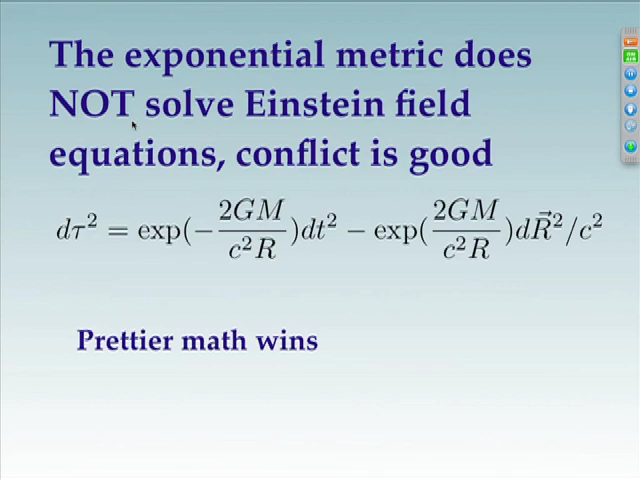 The exponential metric does
NOT solve Einstein field
equations, conflict is good
dτ² = exp(−2GM/c²R)dt² − exp(2GM/c²R)dR⃗²/c²
Prettier math wins